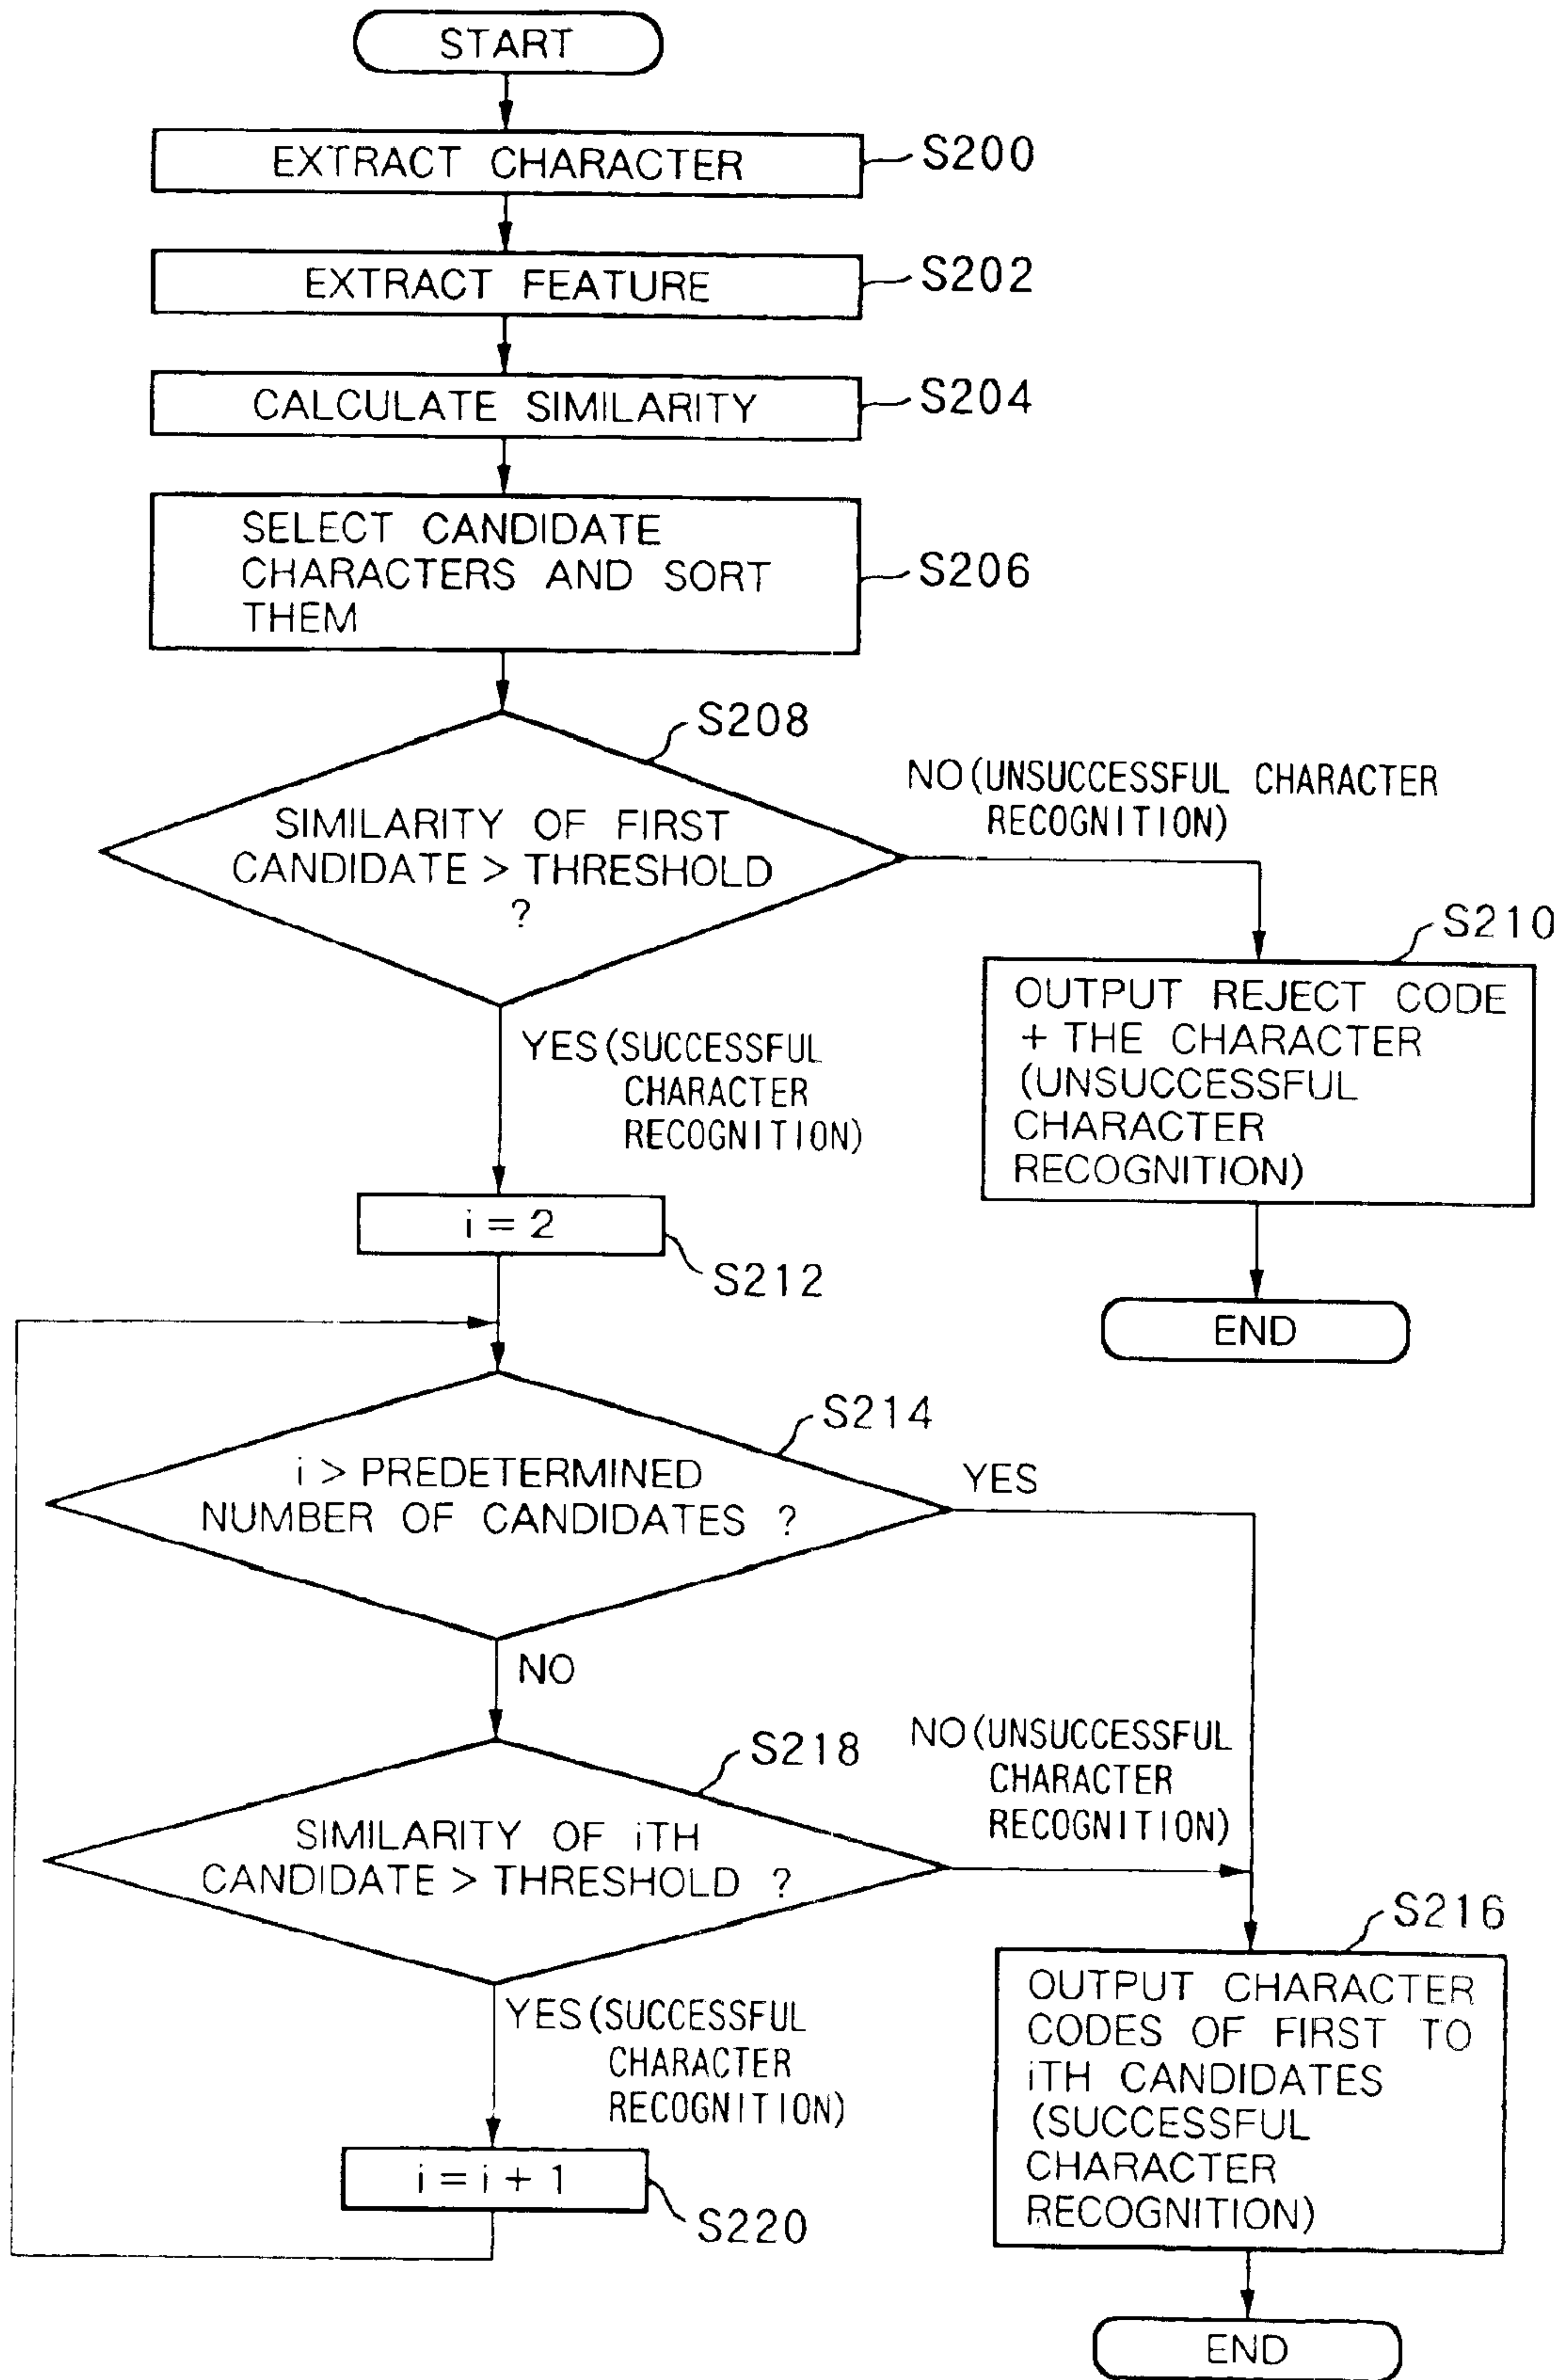 START
EXTRACT CHARACTER
S200
EXTRACT FEATURE
S202
CALCULATE SIMILARITY
S204
SELECT CANDIDATE
CHARACTERS AND SORT
THEM
S206
S208
SIMILARITY OF FIRST
CANDIDATE > THRESHOLD
?
NO (UNSUCCESSFUL CHARACTER
RECOGNITION)
S210
OUTPUT REJECT CODE
+ THE CHARACTER
(UNSUCCESSFUL
CHARACTER
RECOGNITION)
END
YES (SUCCESSFUL
CHARACTER
RECOGNITION)
i = 2
S212
S214
i > PREDETERMINED
NUMBER OF CANDIDATES ?
YES
NO
S218
SIMILARITY OF iTH
CANDIDATE > THRESHOLD ?
NO (UNSUCCESSFUL
CHARACTER
RECOGNITION)
YES (SUCCESSFUL
CHARACTER
RECOGNITION)
i = i + 1
S220
S216
OUTPUT CHARACTER
CODES OF FIRST TO
iTH CANDIDATES
(SUCCESSFUL
CHARACTER
RECOGNITION)
END